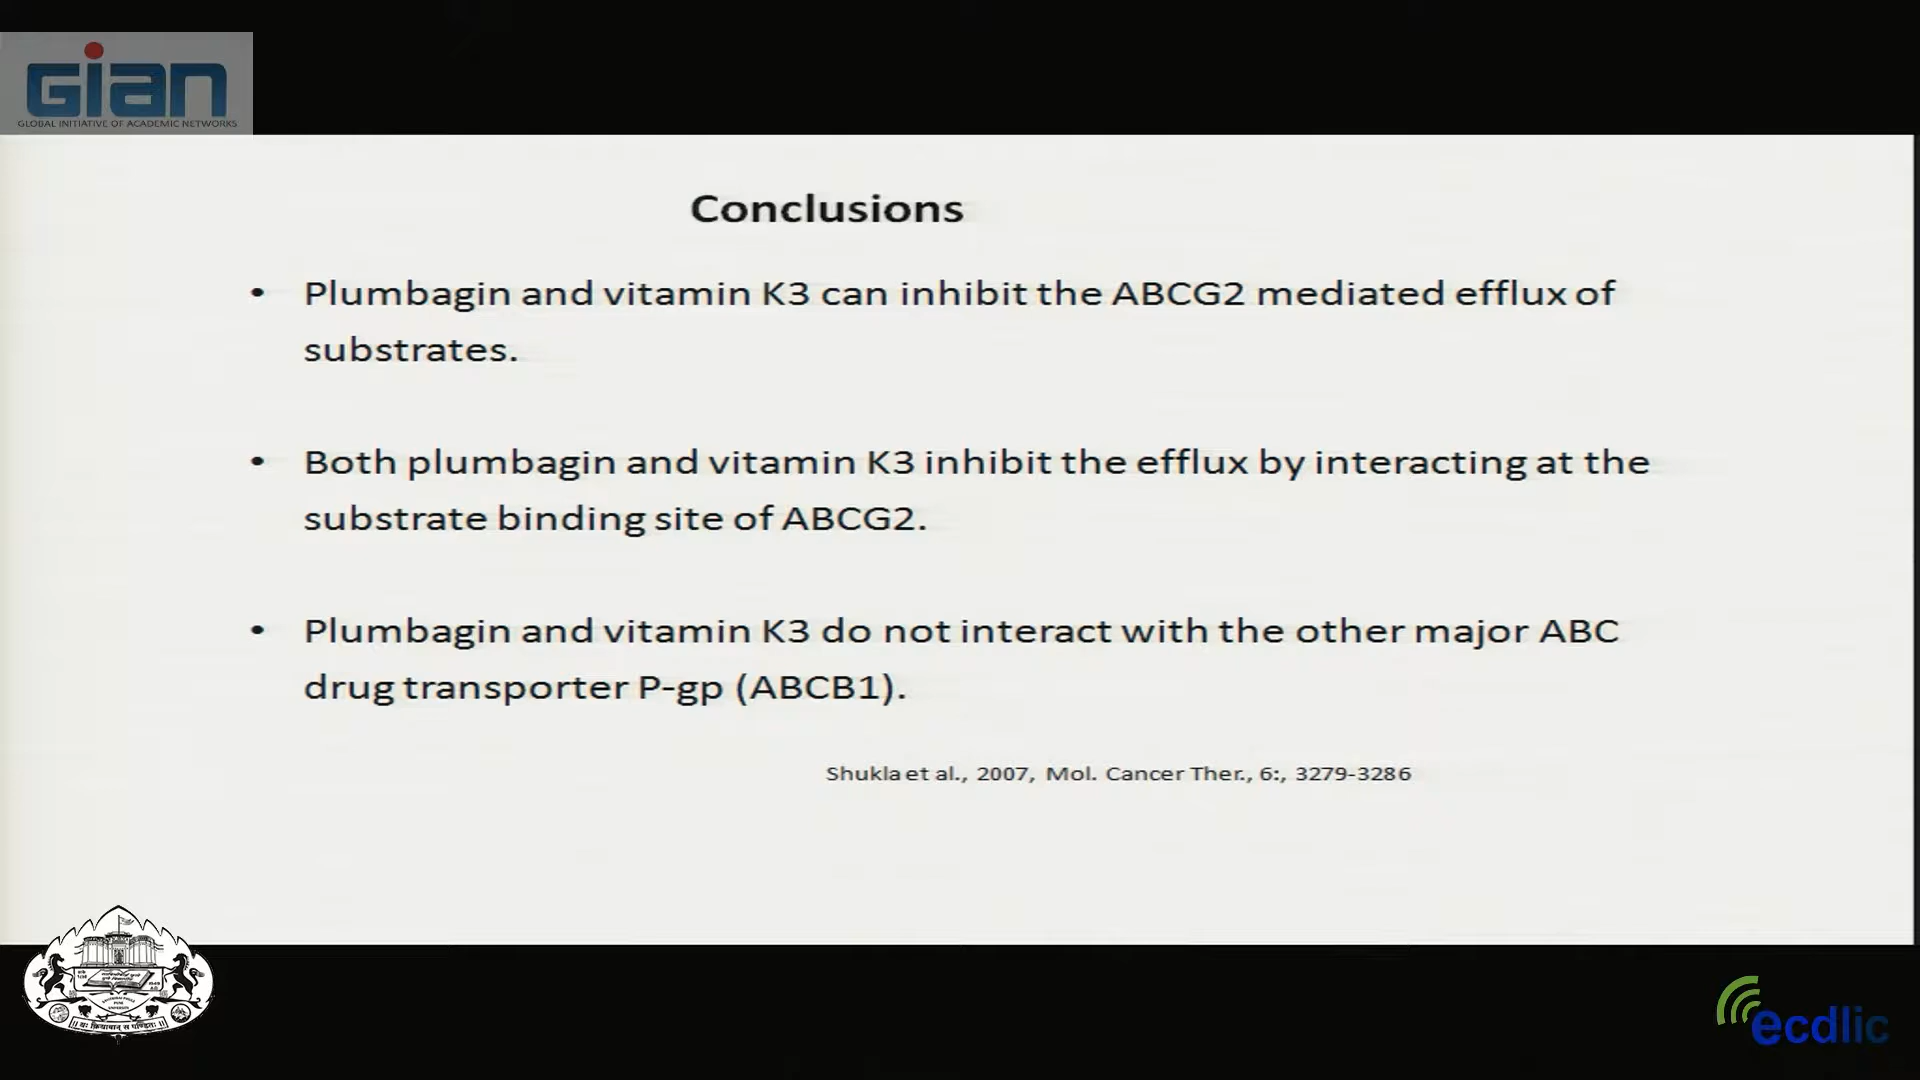 Gian
GLOBAL INITIATIVE OF ACADEMIC NETWORKS
Conclusions
• Plumbagin and vitamin K3 can inhibit the ABCG2 mediated efflux of
substrates.
• Both plumbagin and vitamin K3 inhibit the efflux by interacting at the
substrate binding site of ABCG2.
• Plumbagin and vitamin K3 do not interact with the other major ABC
drug transporter P-gp (ABCB1).
Shukla et al., 2007, Mol. Cancer Ther., 6:, 3279-3286
ecdlic